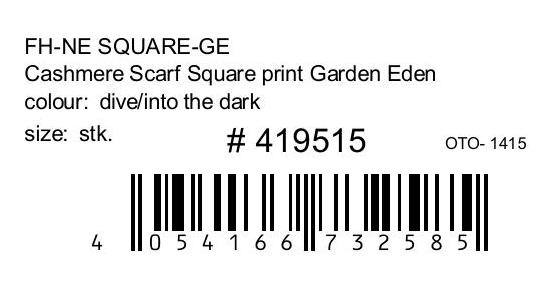 FH-NE SQUARE-GE
Cashmere Scarf Square print Garden Eden
colour: dive/into the dark
size: stk.
# 419515
OTO- 1415
4 054166 732585